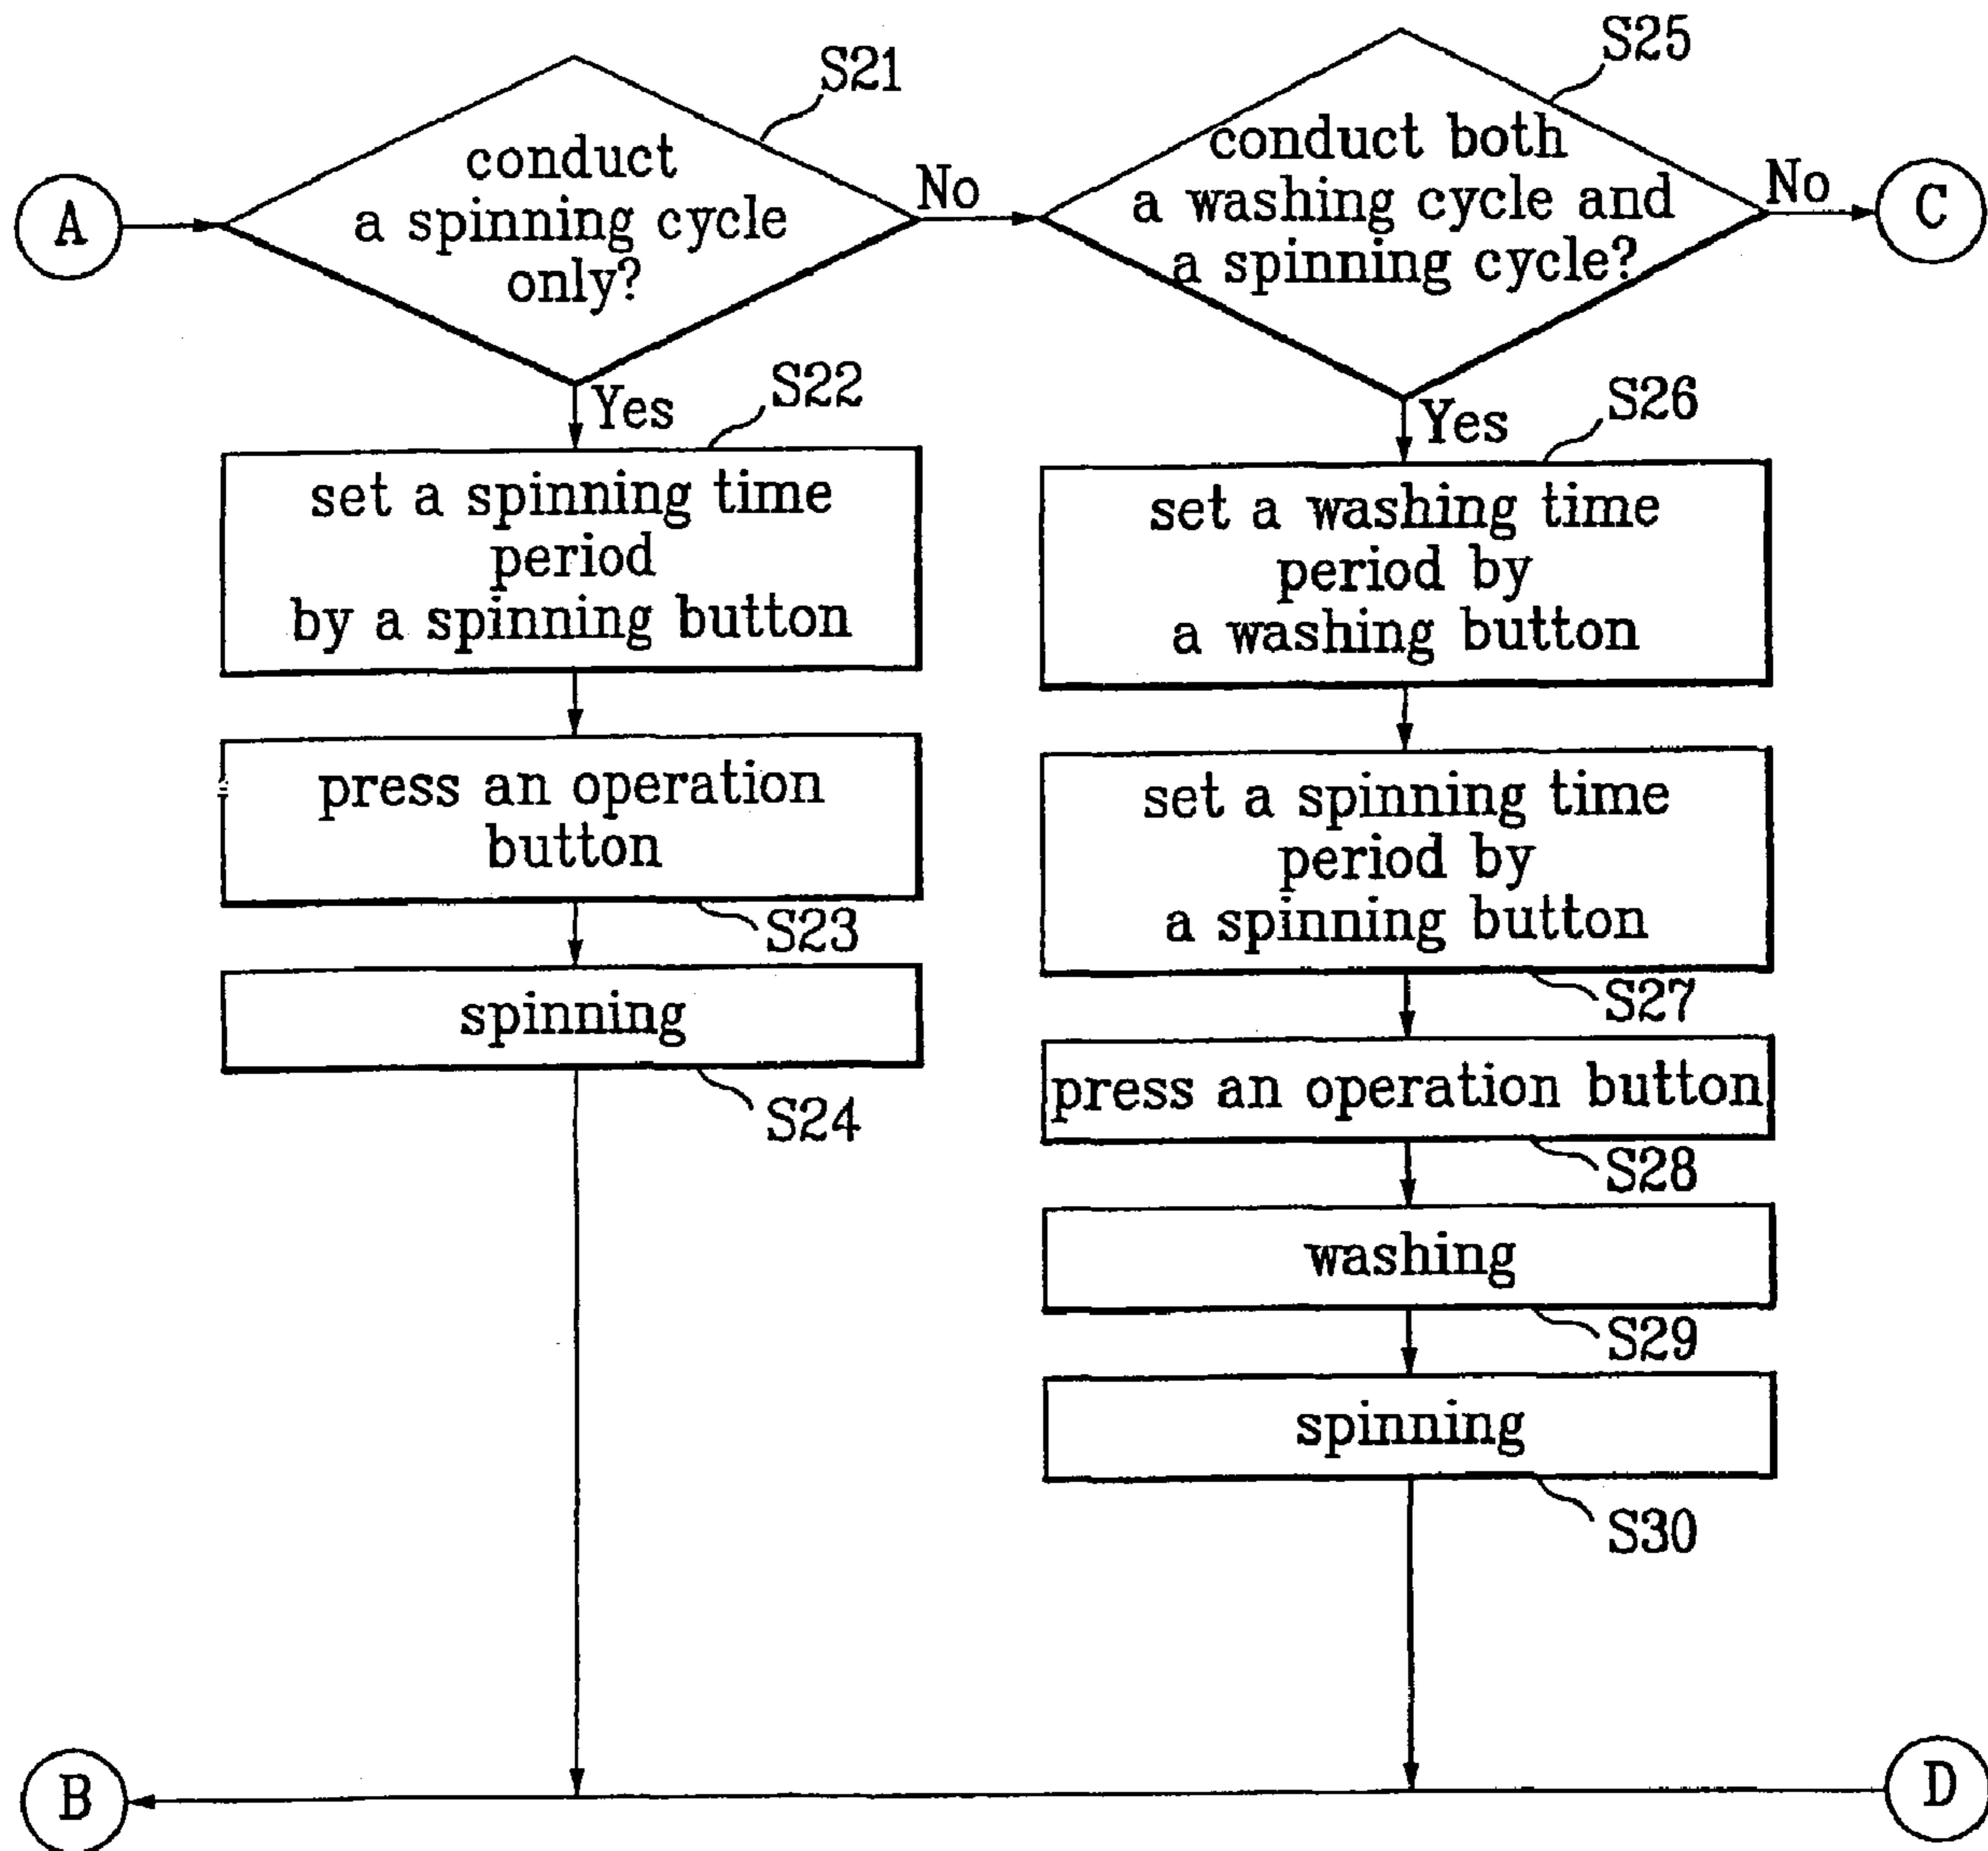 A
S21
conduct
a spinning cycle
only?
No
Yes
S22
set a spinning time
period
by a spinning button
press an operation
button
S23
spinning
S24
S25
conduct both
a washing cycle and
a spinning cycle?
No
C
Yes
S26
set a washing time
period by
a washing button
set a spinning time
period by
a spinning button
S27
press an operation button
S28
washing
S29
spinning
S30
B
D